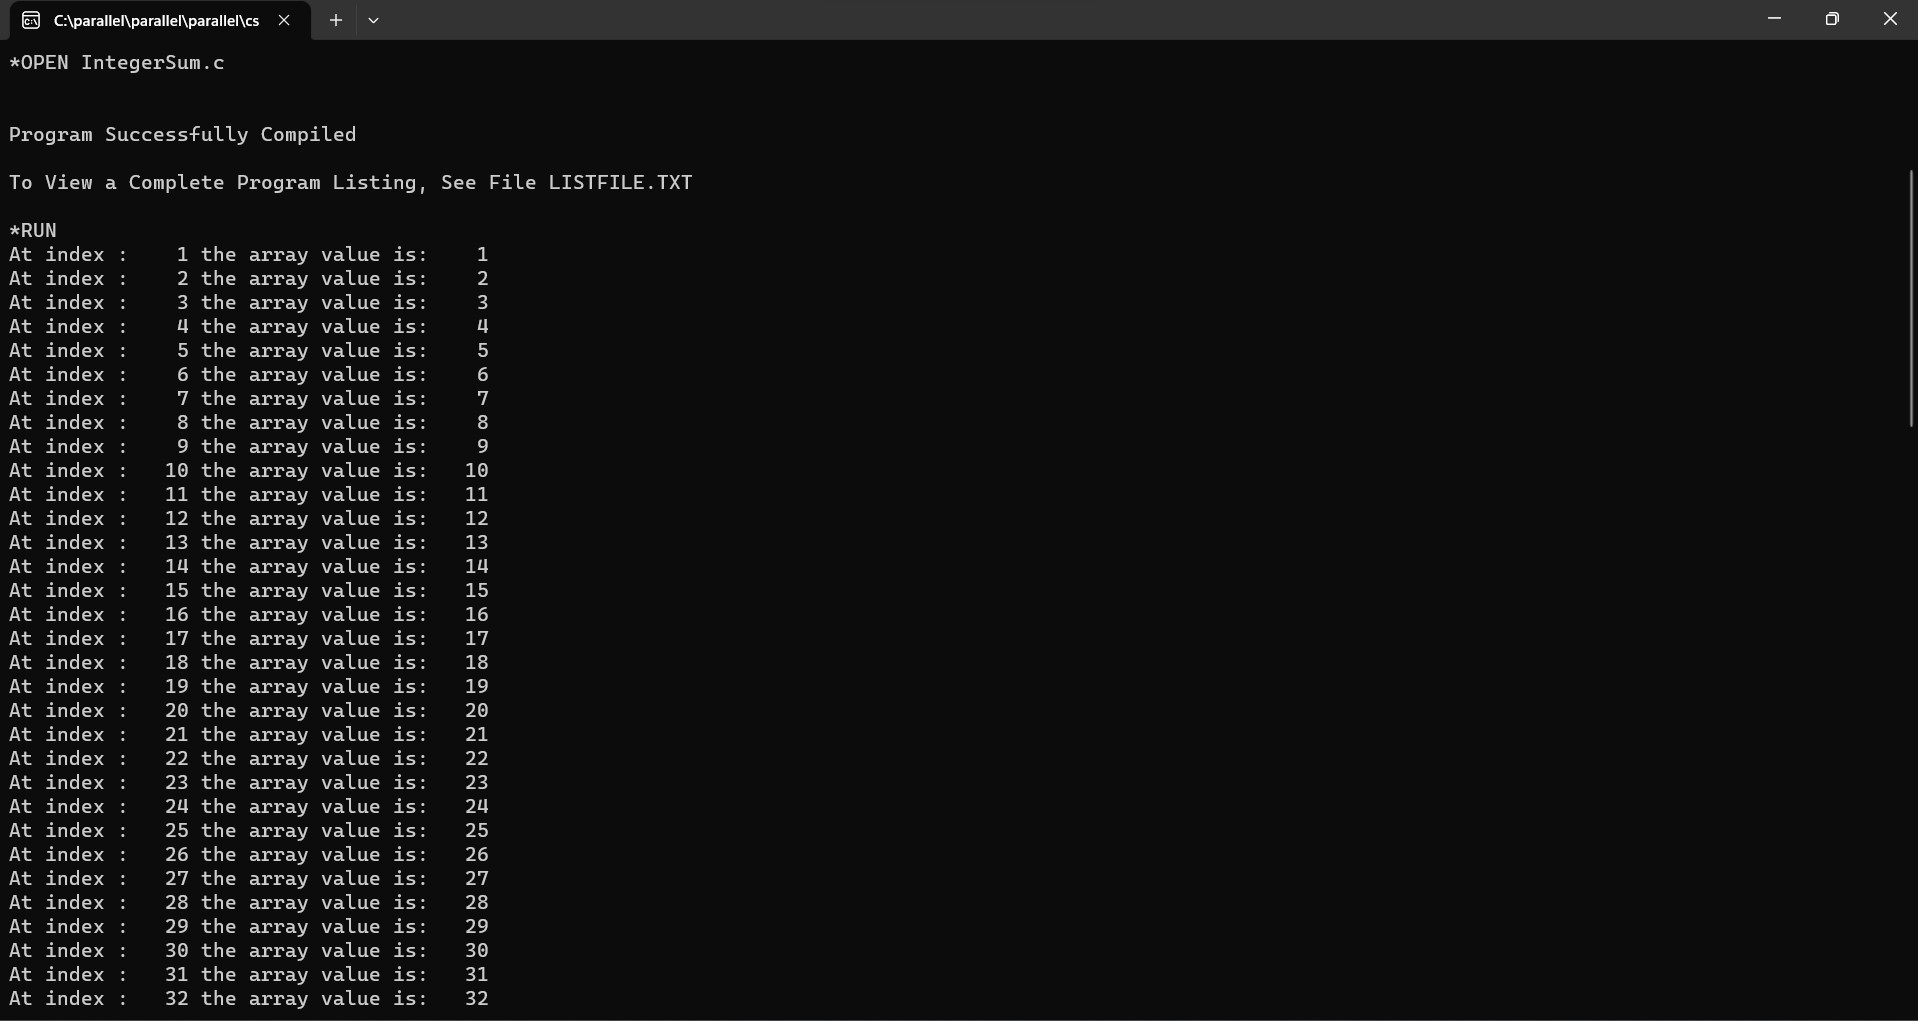 C:\parallel\parallel\parallel\cs
*OPEN IntegerSum.c
Program Successfully Compiled
To View a Complete Program Listing, See File LISTFILE.TXT
*RUN
At index :    1 the array value is:    1
At index :    2 the array value is:    2
At index :    3 the array value is:    3
At index :    4 the array value is:    4
At index :    5 the array value is:    5
At index :    6 the array value is:    6
At index :    7 the array value is:    7
At index :    8 the array value is:    8
At index :    9 the array value is:    9
At index :   10 the array value is:   10
At index :   11 the array value is:   11
At index :   12 the array value is:   12
At index :   13 the array value is:   13
At index :   14 the array value is:   14
At index :   15 the array value is:   15
At index :   16 the array value is:   16
At index :   17 the array value is:   17
At index :   18 the array value is:   18
At index :   19 the array value is:   19
At index :   20 the array value is:   20
At index :   21 the array value is:   21
At index :   22 the array value is:   22
At index :   23 the array value is:   23
At index :   24 the array value is:   24
At index :   25 the array value is:   25
At index :   26 the array value is:   26
At index :   27 the array value is:   27
At index :   28 the array value is:   28
At index :   29 the array value is:   29
At index :   30 the array value is:   30
At index :   31 the array value is:   31
At index :   32 the array value is:   32